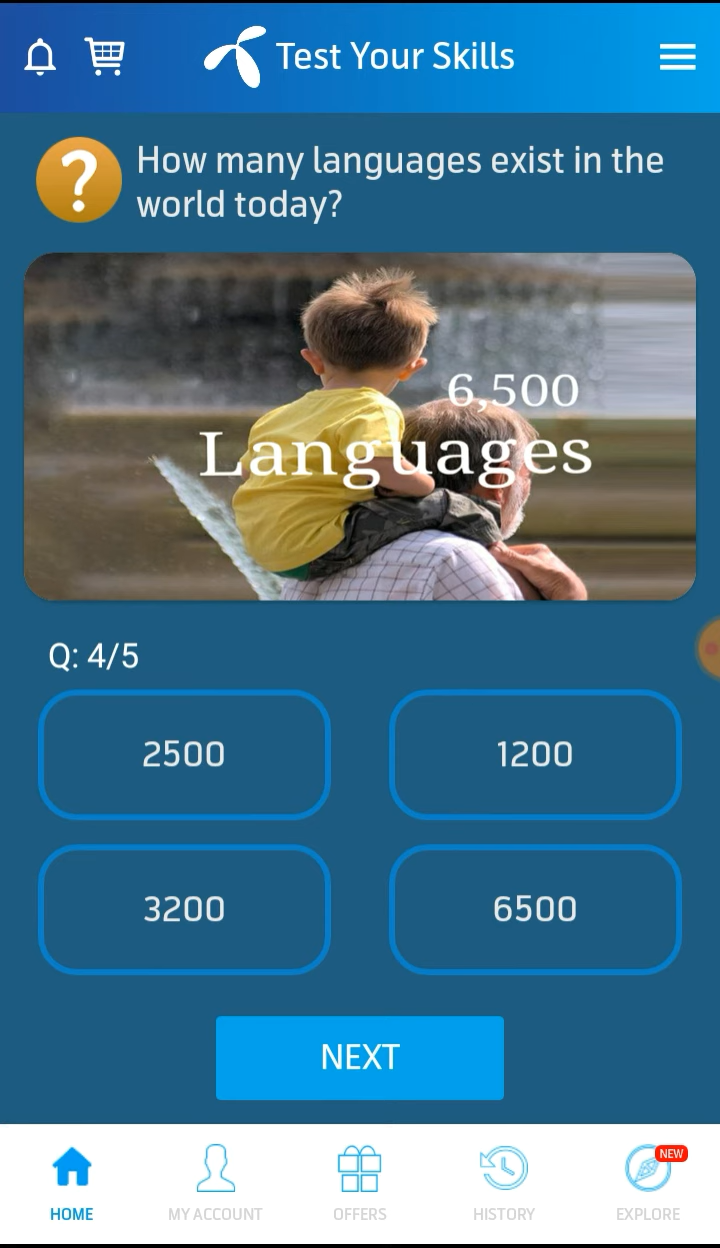 Test Your Skills
How many languages exist in the
world today?
6,500
Languages
Q: 4/5
2500
1200
3200
6500
NEXT
HOME
MY ACCOUNT
OFFERS
HISTORY
NEW
EXPLORE